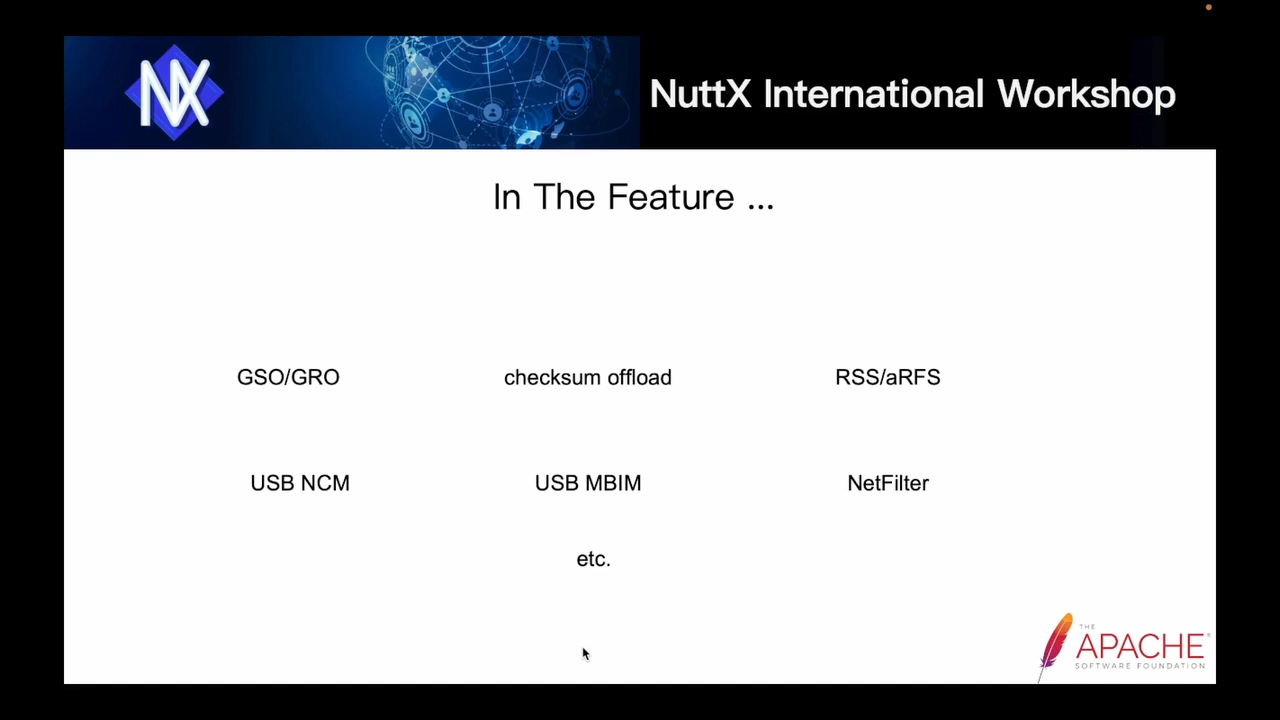 NX
NuttX International Workshop
In The Feature ...
GSO/GRO
checksum offload
RSS/aRFS
USB NCM
USB MBIM
NetFilter
etc.
THE
APACHE®
SOFTWARE FOUNDATION